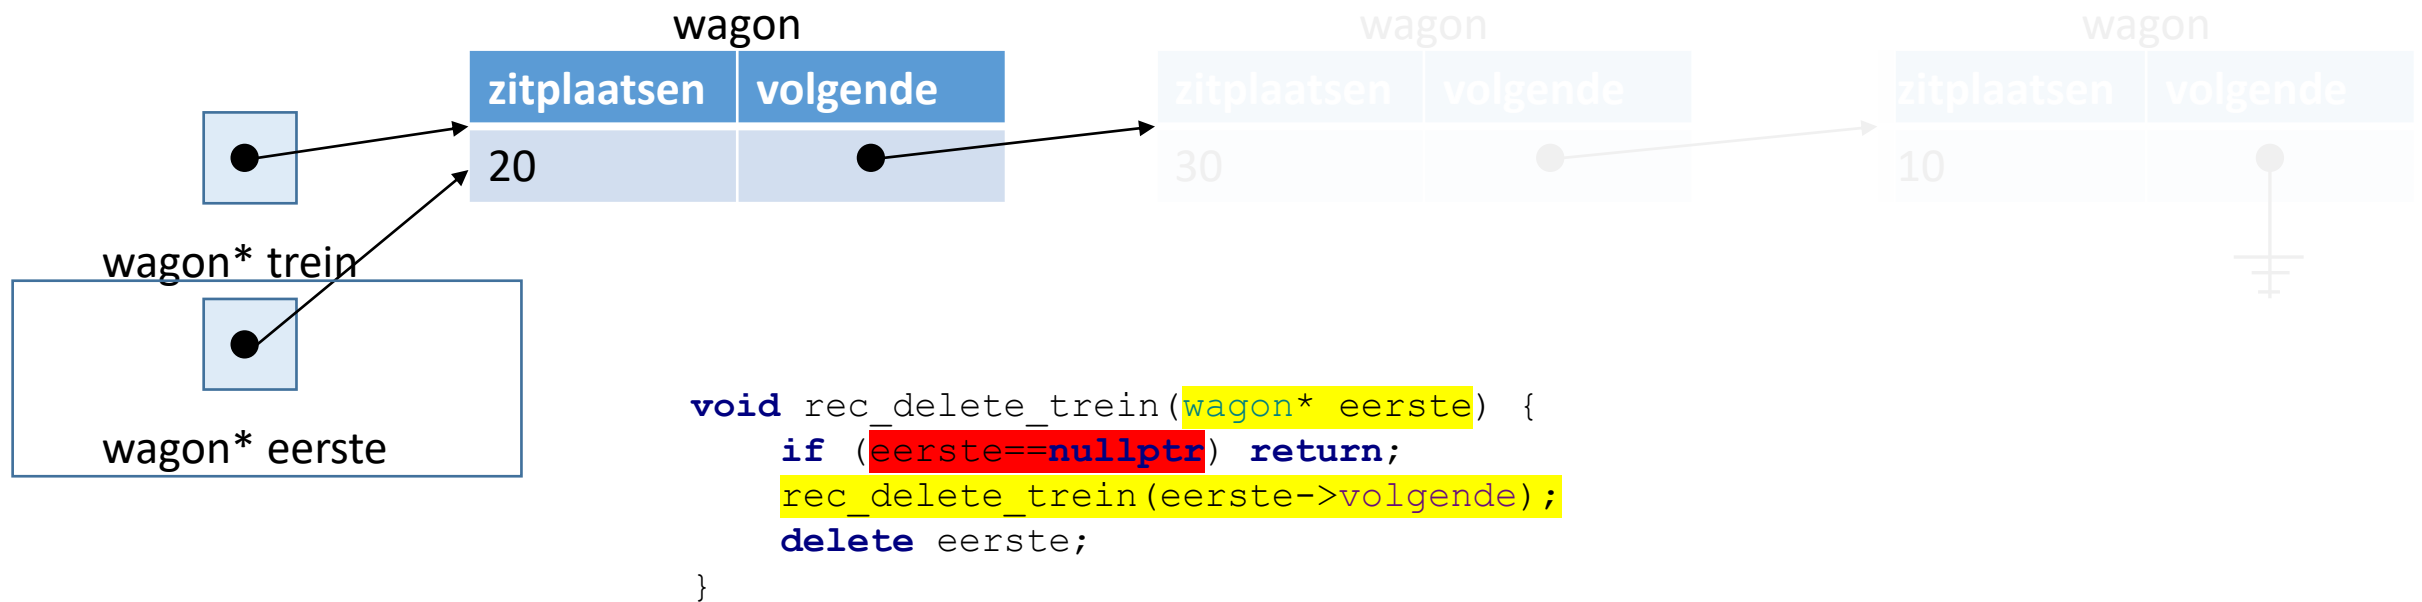 wagon wagon wagon
zitplaatsen volgende zitplaatsen volgende zitplaatsen volgende
20 30 10
wagon* trein
wagon* eerste
void rec_delete_trein(wagon* eerste) {
if (eerste==nullptr) return;
rec_delete_trein(eerste->volgende);
delete eerste;
}